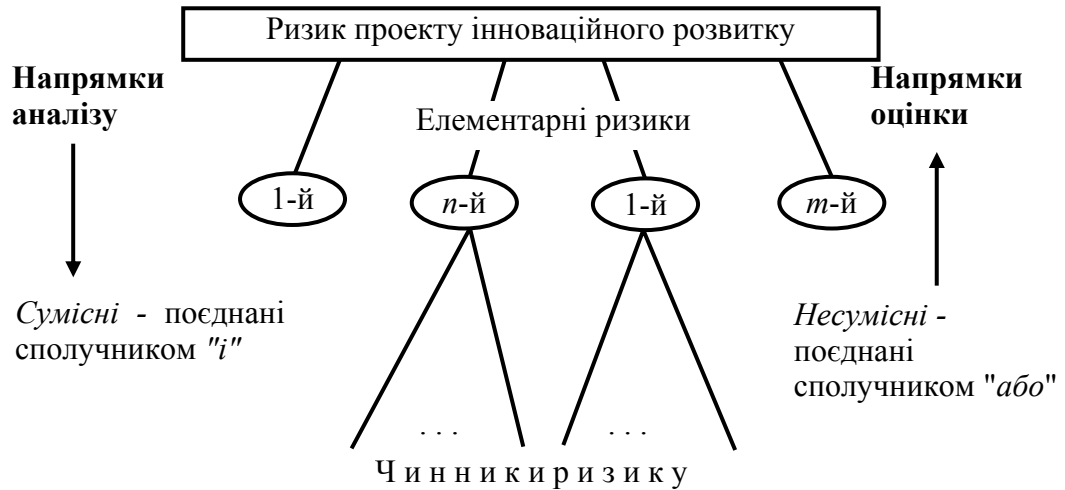 Ризик проекту інноваційного розвитку
Напрямки
аналізу
Напрямки
оцінки
Елементарні ризики
1-й
n-й
1-й
m-й
Сумісні - поєднані
сполучником "і"
Несумісні -
поєднані
сполучником "або"
. . .
. . .
Ч и н н и к и р и з и к у